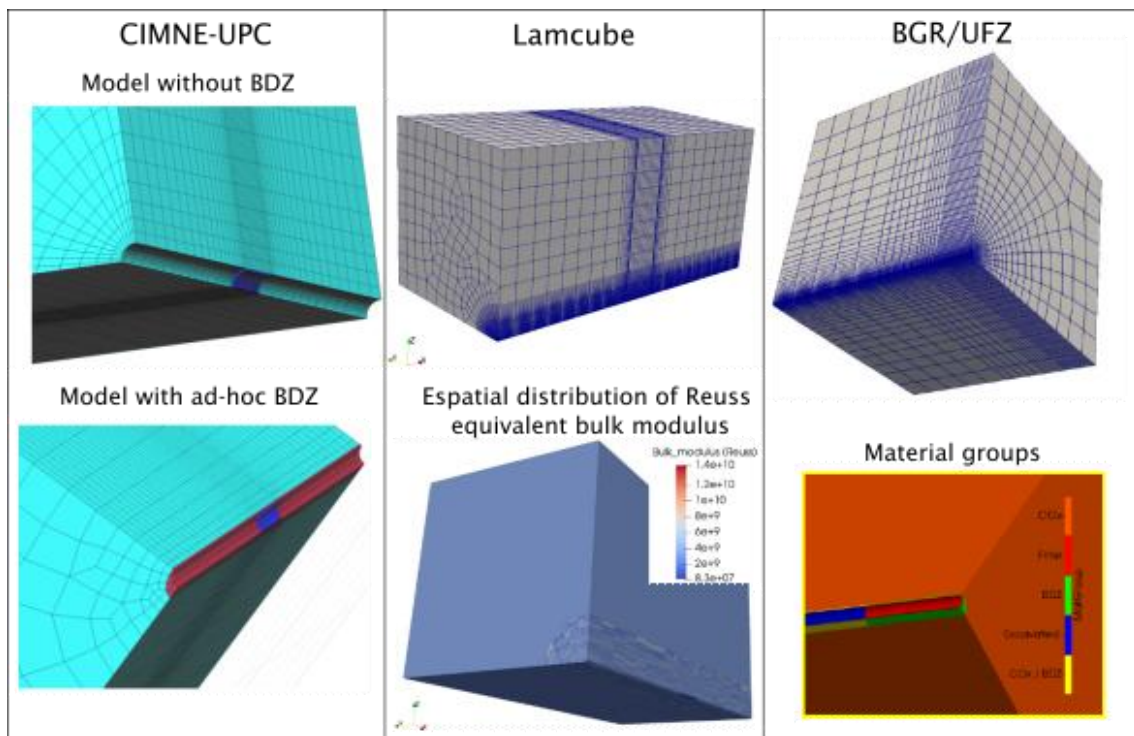 CIMNE-UPC
Model without BDZ
Model with ad-hoc BDZ
Lamcube
Espatial distribution of Reuss
equivalent bulk modulus
Bulk_modulus (Reuss)
1.4e+10
1.2e+10
1e+10
8e+9
6e+9
4e+9
2e+9
8.3e+07
BGR/UFZ
Material groups
COx
BDZ
COx / BDZ